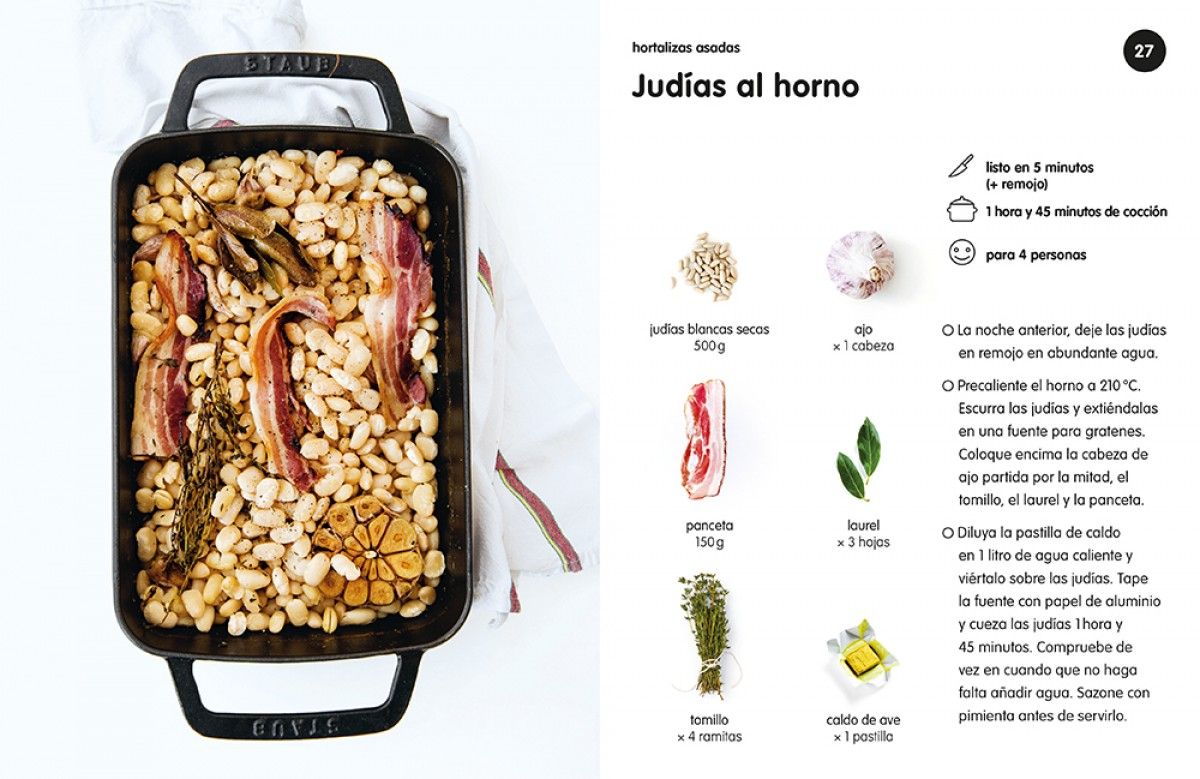 STAUB
STAUB
hortalizas asadas
27
Judías al horno
listo en 5 minutos
(+ remojo)
1 hora y 45 minutos de cocción
para 4 personas
judías blancas secas
500 g
ajo
× 1 cabeza
panceta
150 g
laurel
× 3 hojas
tomillo
× 4 ramitas
caldo de ave
× 1 pastilla
La noche anterior, deje las judías
en remojo en abundante agua.
Precaliente el horno a 210 °C.
Escurra las judías y extiéndalas
en una fuente para gratenes.
Coloque encima la cabeza de
ajo partida por la mitad, el
tomillo, el laurel y la panceta.
Diluya la pastilla de caldo
en 1 litro de agua caliente y
viértalo sobre las judías. Tape
la fuente con papel de aluminio
y cueza las judías 1 hora y
45 minutos. Compruebe de
vez en cuando que no haga
falta añadir agua. Sazone con
pimienta antes de servirlo.